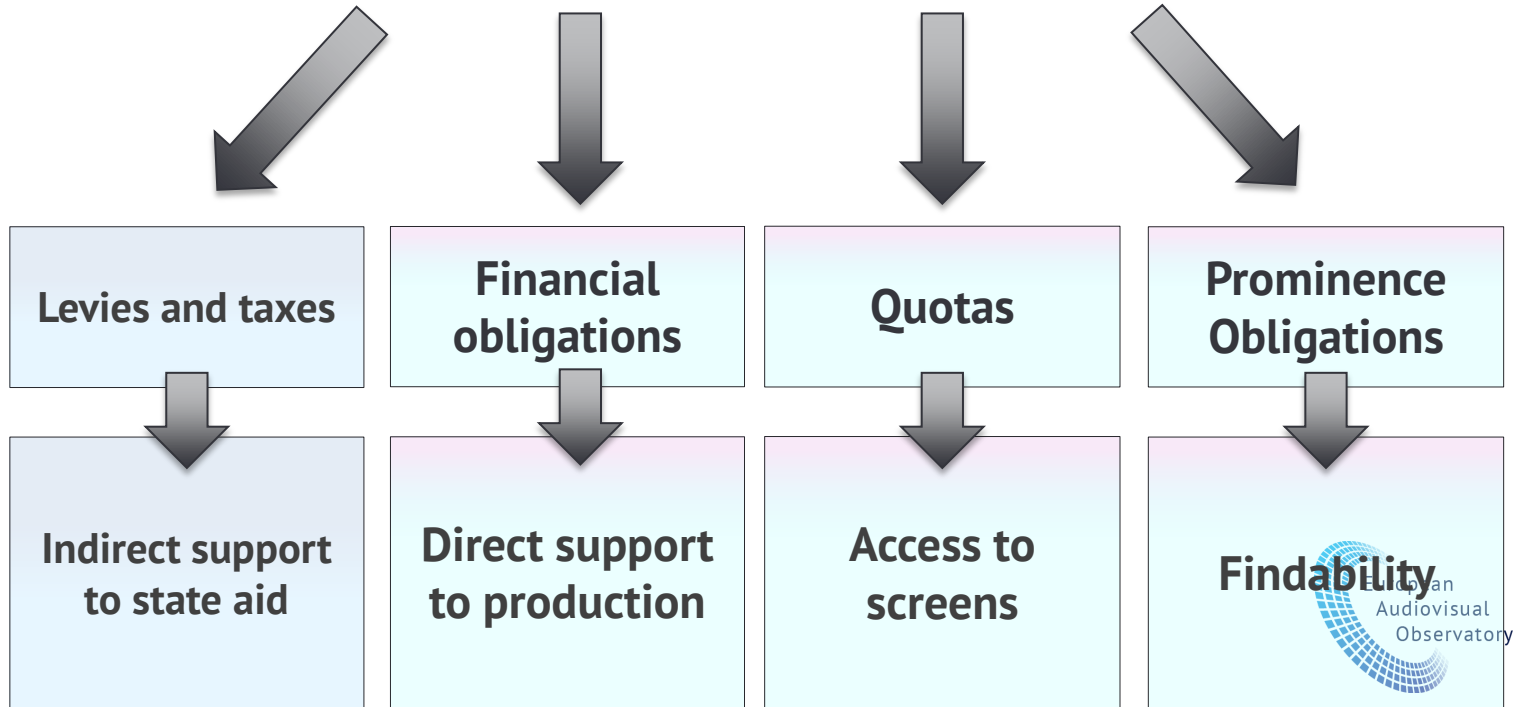 Levies and taxes
Financial
obligations
Quotas
Prominence
Obligations
Indirect support
to state aid
Direct support
to production
Access to
screens
Findability
European
Audiovisual
Observatory